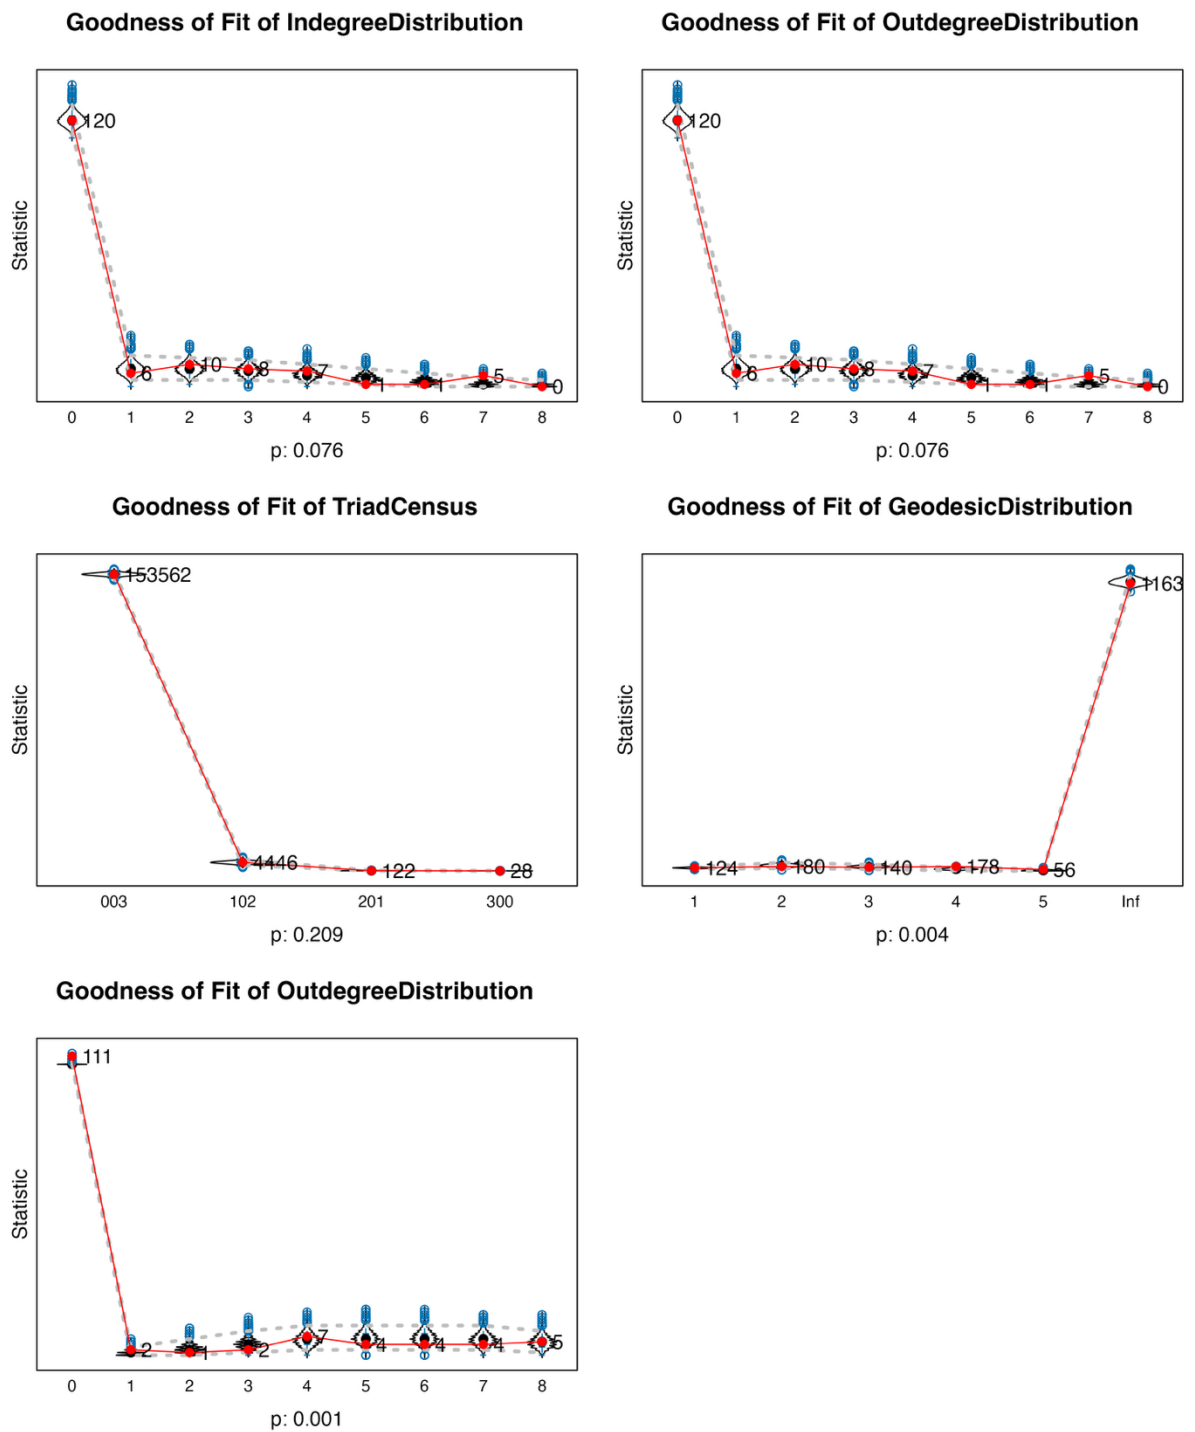 Goodness of Fit of IndegreeDistribution
Statistic
120
6
10
8
7
1
1
5
0
0 1 2 3 4 5 6 7 8
p: 0.076
Goodness of Fit of OutdegreeDistribution
Statistic
120
6
10
8
7
1
1
5
0
0 1 2 3 4 5 6 7 8
p: 0.076
Goodness of Fit of TriadCensus
Statistic
153562
4446
122
28
003 102 201 300
p: 0.209
Goodness of Fit of GeodesicDistribution
Statistic
124
180
140
178
56
1163
1 2 3 4 5 Inf
p: 0.004
Goodness of Fit of OutdegreeDistribution
Statistic
111
2
1
2
7
4
4
4
5
0 1 2 3 4 5 6 7 8
p: 0.001